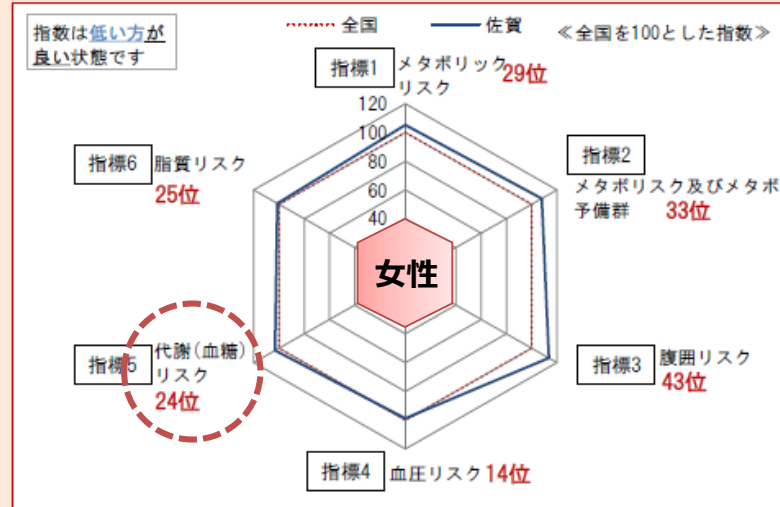 指数は低い方が
良い状態です
全国
佐賀
≪全国を100とした指数≫
指標1
メタボリック
リスク
29位
120
100
80
60
40
指標2
メタボリスク及びメタボ
予備群
33位
指標6
脂質リスク
25位
女性
指標5
代謝(血糖)
リスク
24位
指標3
腹囲リスク
43位
指標4
血圧リスク
14位